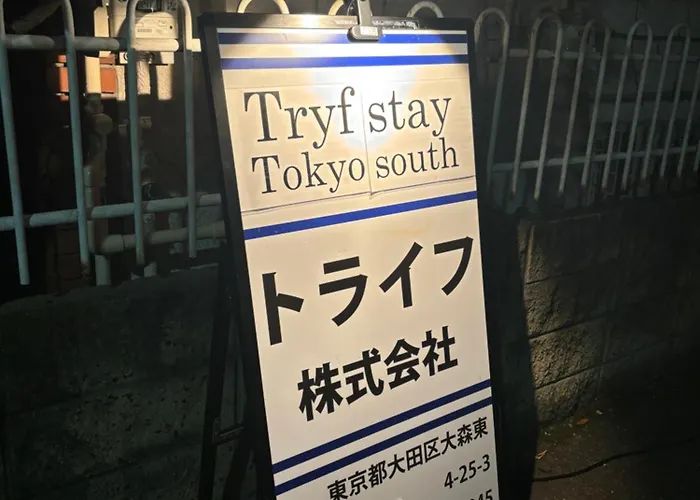 Tryf stay
Tokyo south
トライフ
株式会社
東京都大田区大森東
4-25-3